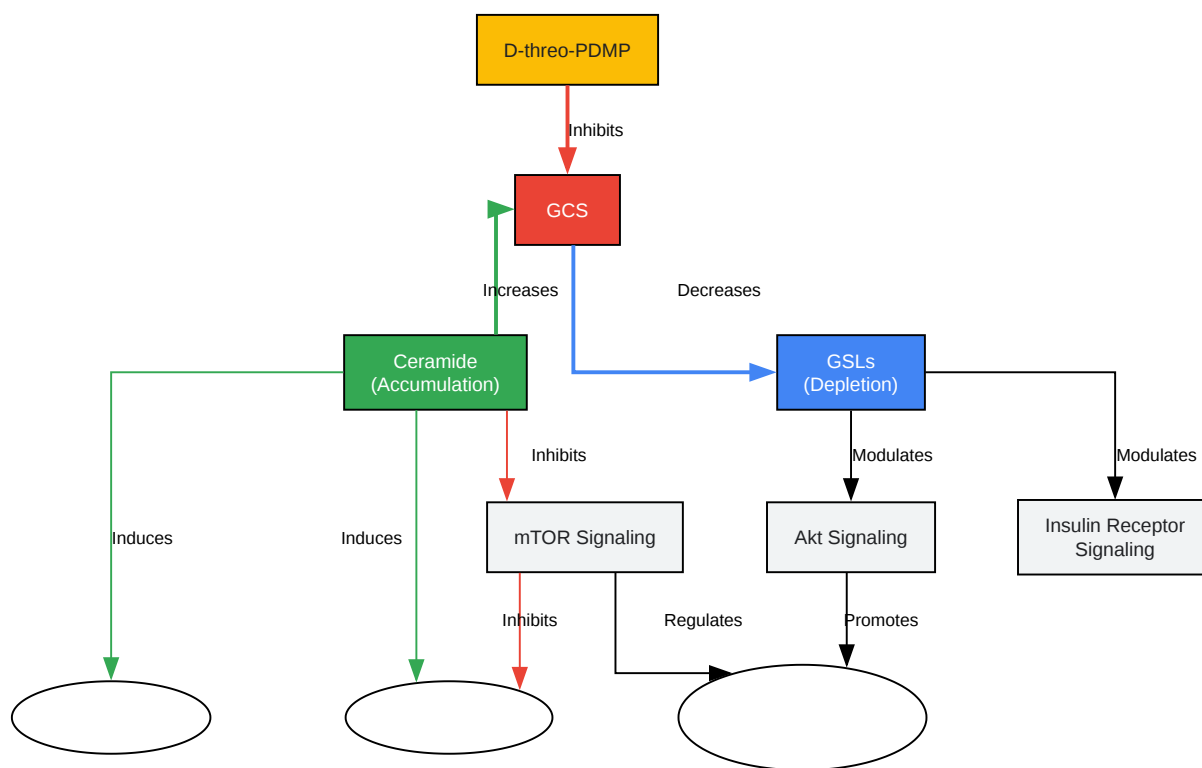 D-threo-PDMP
Inhibits
GCS
Increases
Decreases
Ceramide
(Accumulation)
GSLs
(Depletion)
Inhibits
Modulates
Modulates
Induces
Induces
mTOR Signaling
Akt Signaling
Insulin Receptor
Signaling
Inhibits
Regulates
Promotes